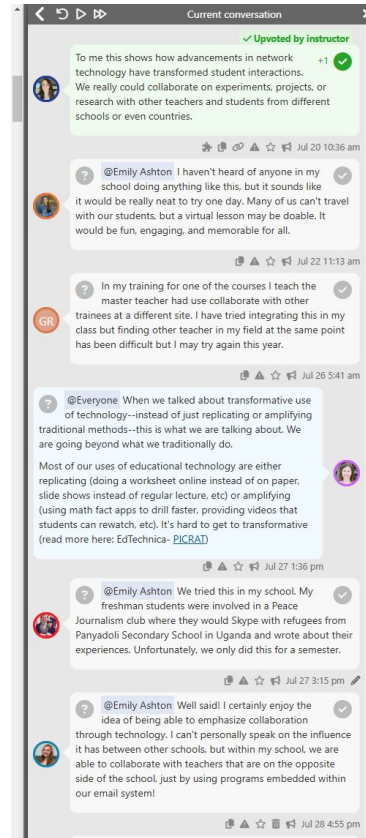 Current conversation
✓ Upvoted by instructor
To me this shows how advancements in network
+1
technology have transformed student interactions.
We really could collaborate on experiments, projects, or
research with other teachers and students from different
schools or even countries.
Jul 20 10:36 am
? @Emily Ashton I haven't heard of anyone in my
school doing anything like this, but it sounds like
it would be really neat to try one day. Many of us can't travel
with our students, but a virtual lesson may be doable. It
would be fun, engaging, and memorable for all.
Jul 22 11:13 am
? In my training for one of the courses I teach the
master teacher had use collaborate with other
GR
trainees at a different site. I have tried integrating this in my
class but finding other teacher in my field at the same point
has been difficult but I may try again this year.
Jul 26 5:41 am
? @Everyone When we talked about transformative use
of technology--instead of just replicating or amplifying
traditional methods--this is what we are talking about. We
are going beyond what we traditionally do.
Most of our uses of educational technology are either
replicating (doing a worksheet online instead of on paper,
slide shows instead of regular lecture, etc) or amplifying
(using math fact apps to drill faster, providing videos that
students can rewatch, etc). It's hard to get to transformative
(read more here: EdTechnica- PICRAT)
Jul 27 1:36 pm
? @Emily Ashton We tried this in my school. My
freshman students were involved in a Peace
Journalism club where they would Skype with refugees from
Panyadoli Secondary School in Uganda and wrote about their
experiences. Unfortunately, we only did this for a semester.
Jul 27 3:15 pm
? @Emily Ashton Well said! I certainly enjoy the
idea of being able to emphasize collaboration
through technology. I can't personally speak on the influence
it has between other schools, but within my school, we are
able to collaborate with teachers that are on the opposite
side of the school, just by using programs embedded within
our email system!
Jul 28 4:55 pm